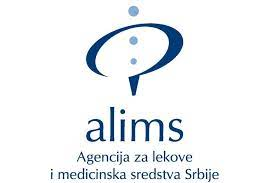 alims
Agencija za lekove
i medicinska sredstva Srbije